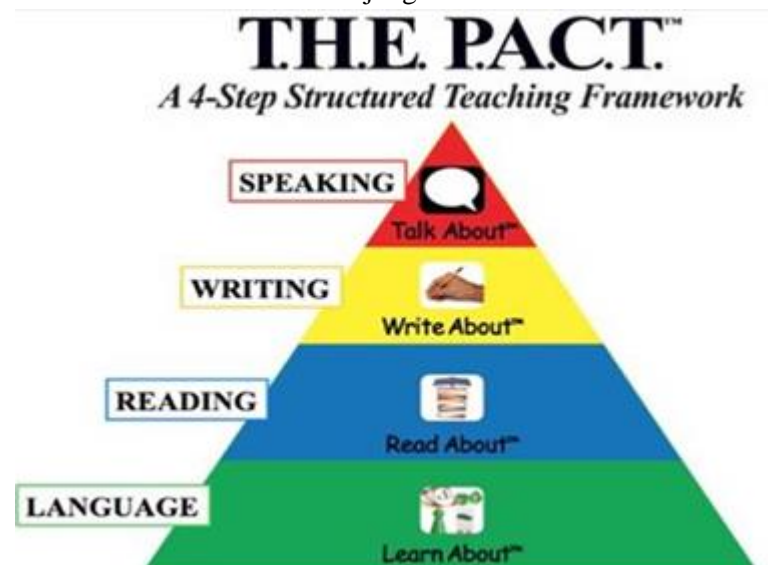 T.H.E. P.A.C.T.™
A 4-Step Structured Teaching Framework
SPEAKING
Talk About™
WRITING
Write About™
READING
Read About™
LANGUAGE
Learn About™